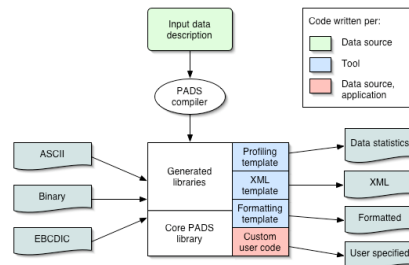 Input data
description
Code written per:
Data source
Tool
Data source,
application
PADS
compiler
ASCII
Binary
EBCDIC
Generated
libraries
Core PADS
library
Profiling
template
XML
template
Formatting
template
Custom
user code
Data statistics
XML
Formatted
User specified